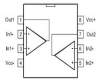 Out1 1 8 Vcc+
In1- 2 7 Out2
In1+ 3 6 In2-
Vcc- 4 5 In2+